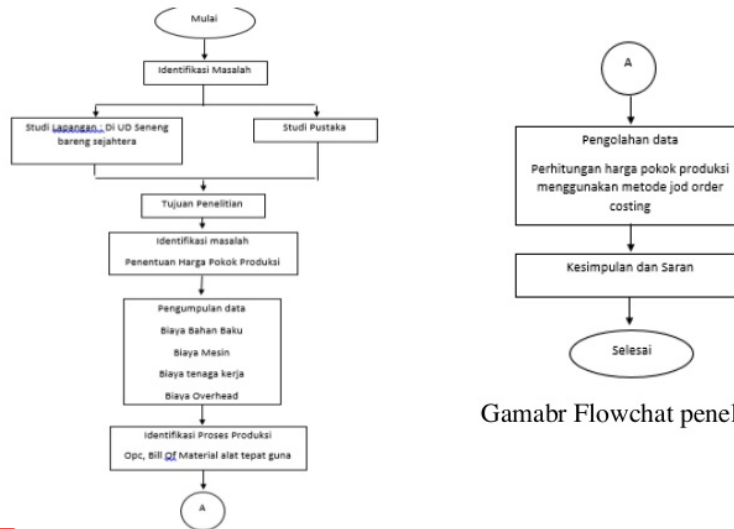 Mulai
Identifikasi Masalah
Studi Lapangan : Di UD Seneng
bareng sejahtera
Studi Pustaka
Tujuan Penelitian
Identifikasi masalah
Penentuan Harga Pokok Produksi
Pengumpulan data
Biaya Bahan Baku
Biaya Mesin
Biaya tenaga kerja
Biaya Overhead
Identifikasi Proses Produksi
Opc, Bill Of Material alat tepat guna
A
A
Pengolahan data
Perhitungan harga pokok produksi
menggunakan metode jod order
costing
Kesimpulan dan Saran
Selesai
Gamabr Flowchat penel